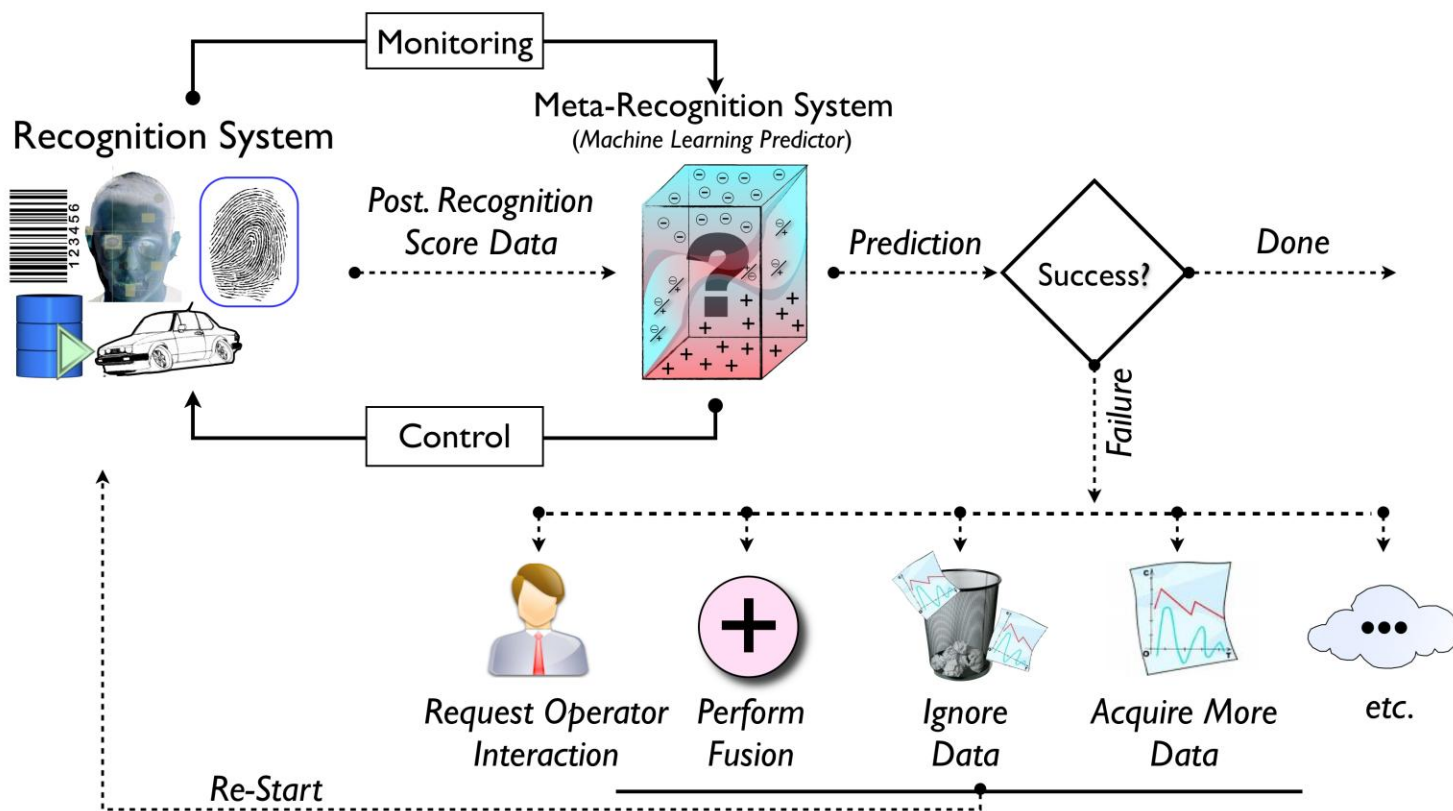 Monitoring
Meta-Recognition System
(Machine Learning Predictor)
Recognition System
123456
Post. Recognition
Score Data
?
Prediction
Success?
Done
Control
Failure
Request Operator
Interaction
Perform
Fusion
Ignore
Data
Acquire More
Data
etc.
Re-Start